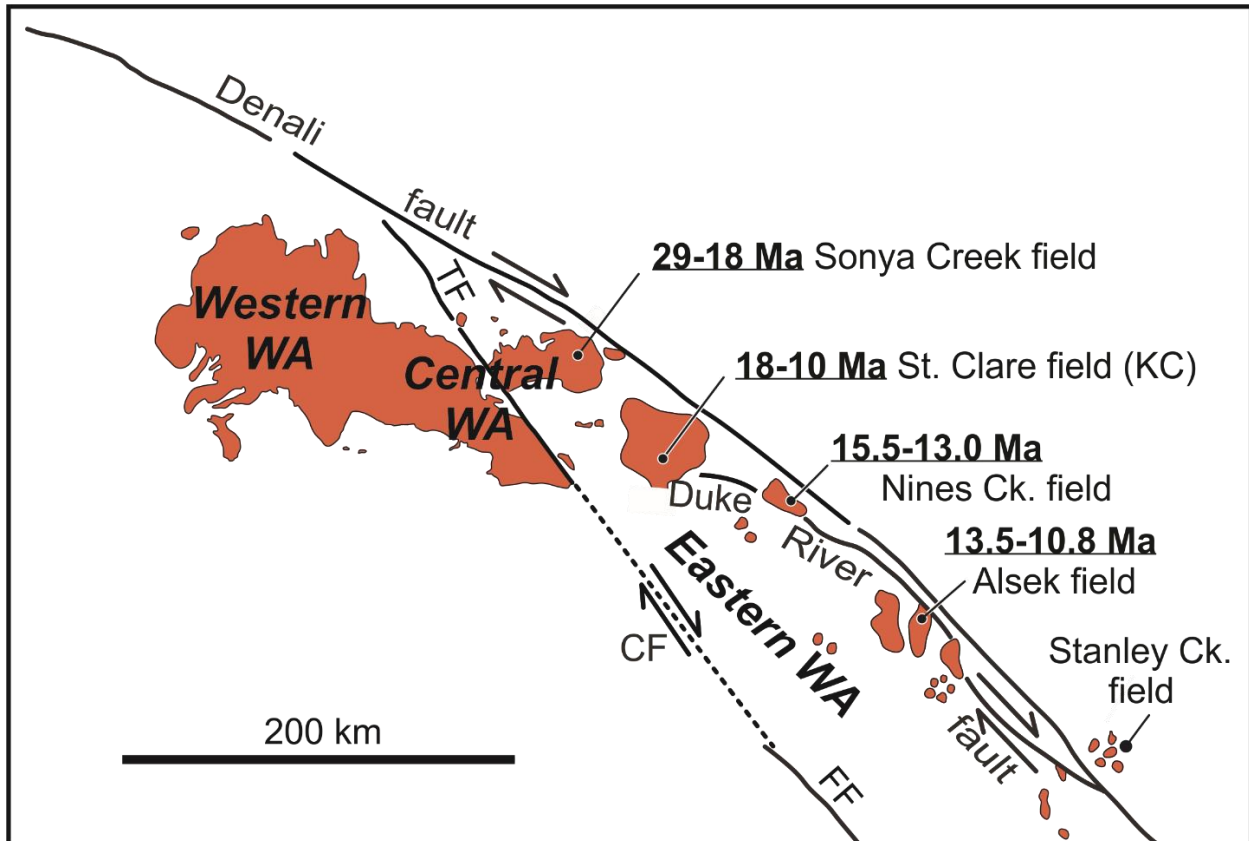 Denali
fault
TF
29-18 Ma Sonya Creek field
Western
WA
Central
WA
18-10 Ma St. Clare field (KC)
15.5-13.0 Ma
Nines Ck. field
Duke
River
13.5-10.8 Ma
Alsek field
Eastern WA
CF
Stanley Ck.
field
200 km
fault
FF